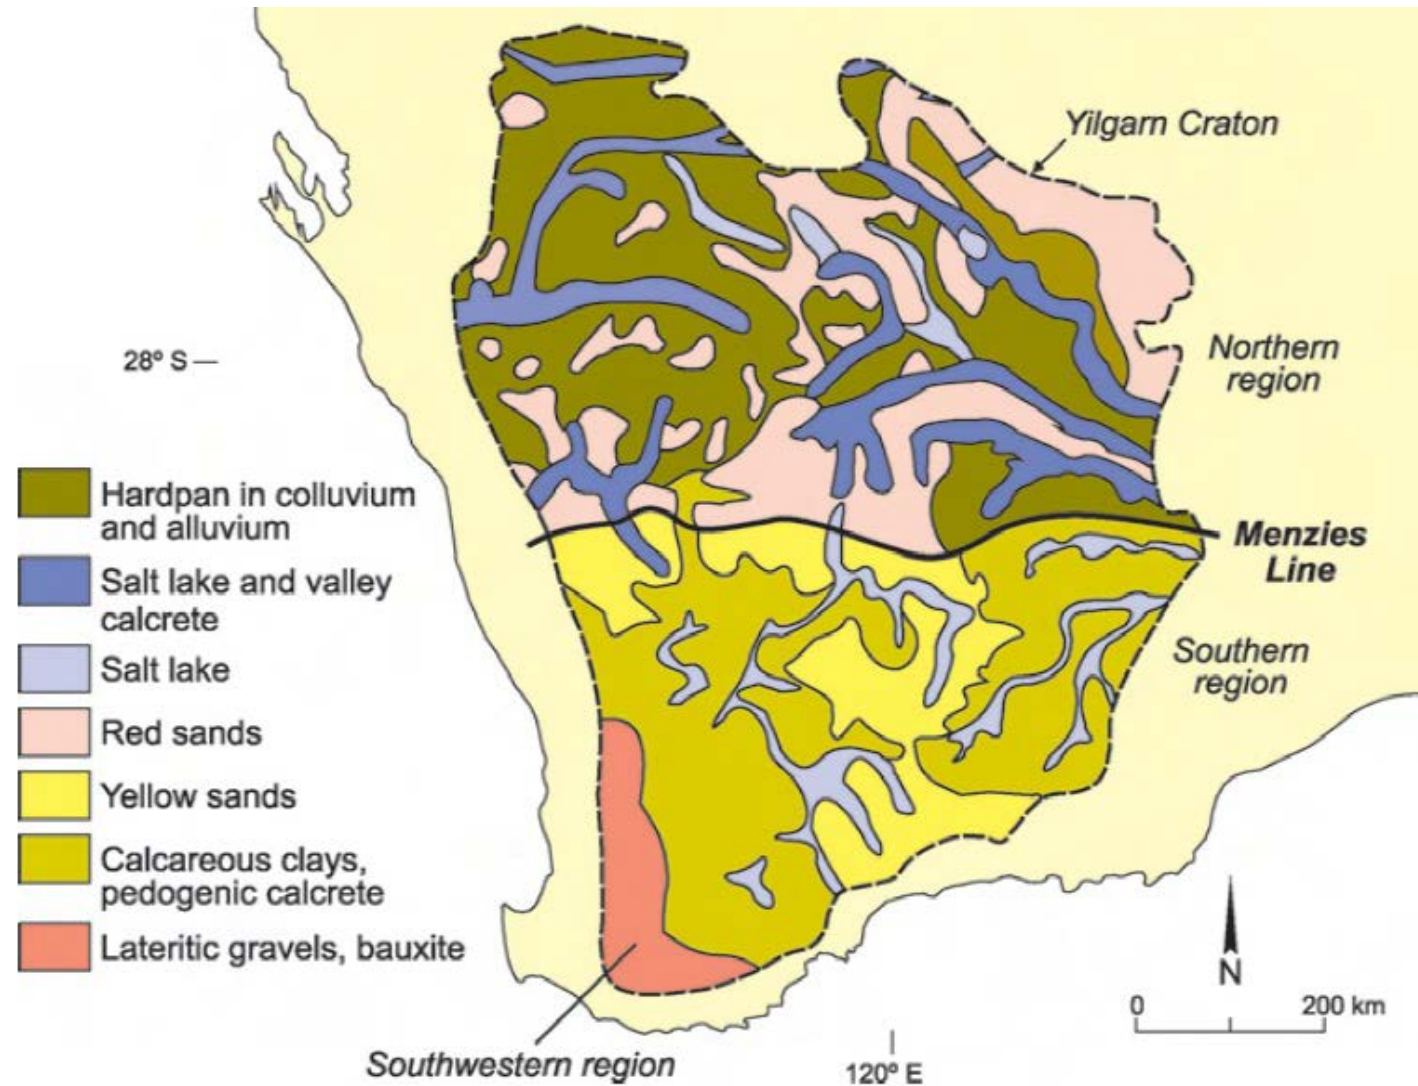 Yilgarn Craton
Northern
region
28° S
Hardpan in colluvium
and alluvium
Salt lake and valley
calcrete
Salt lake
Red sands
Yellow sands
Calcareous clays,
pedogenic calcrete
Lateritic gravels, bauxite
Menzies
Line
Southern
region
N
0 200 km
Southwestern region
120° E